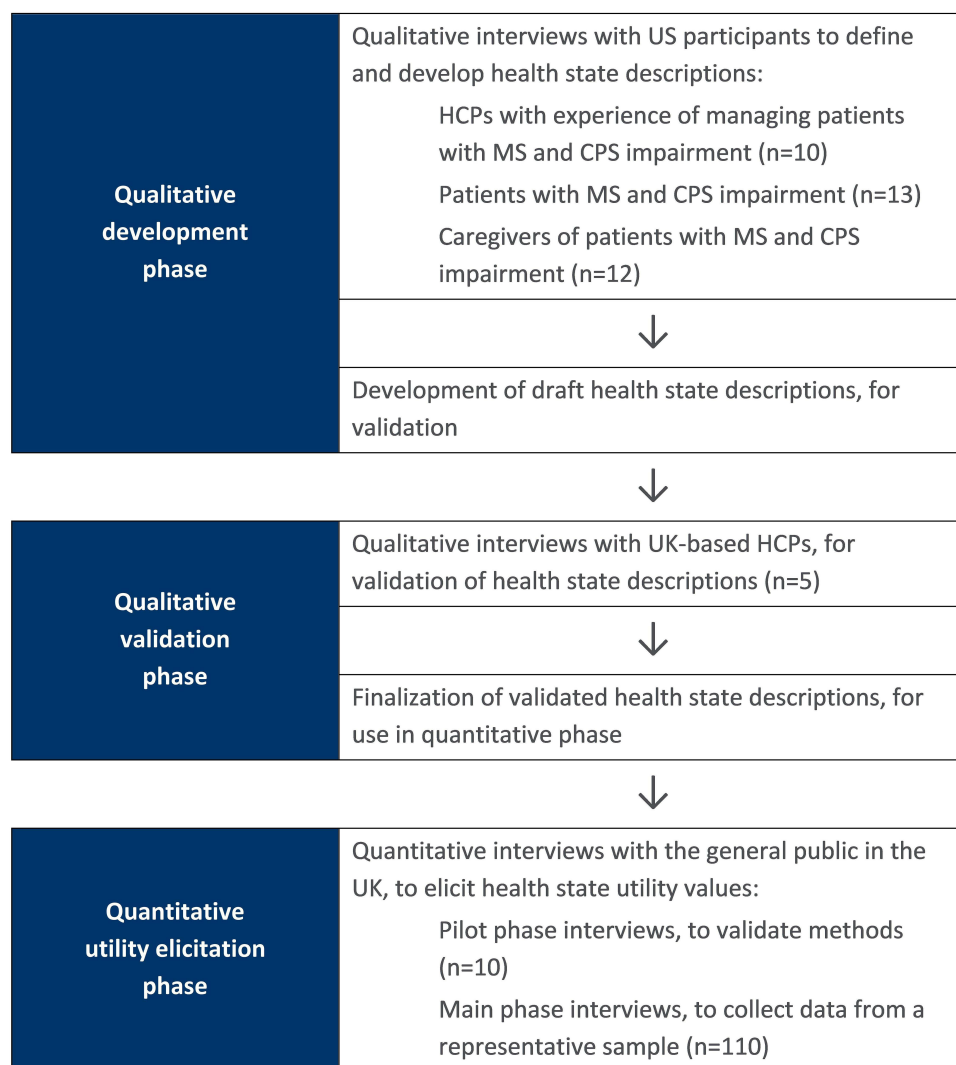 Qualitative
development
phase
Qualitative interviews with US participants to define
and develop health state descriptions:
HCPs with experience of managing patients
with MS and CPS impairment (n=10)
Patients with MS and CPS impairment (n=13)
Caregivers of patients with MS and CPS
impairment (n=12)
Development of draft health state descriptions, for
validation
Qualitative
validation
phase
Qualitative interviews with UK-based HCPs, for
validation of health state descriptions (n=5)
Finalization of validated health state descriptions, for
use in quantitative phase
Quantitative
utility elicitation
phase
Quantitative interviews with the general public in the
UK, to elicit health state utility values:
Pilot phase interviews, to validate methods
(n=10)
Main phase interviews, to collect data from a
representative sample (n=110)